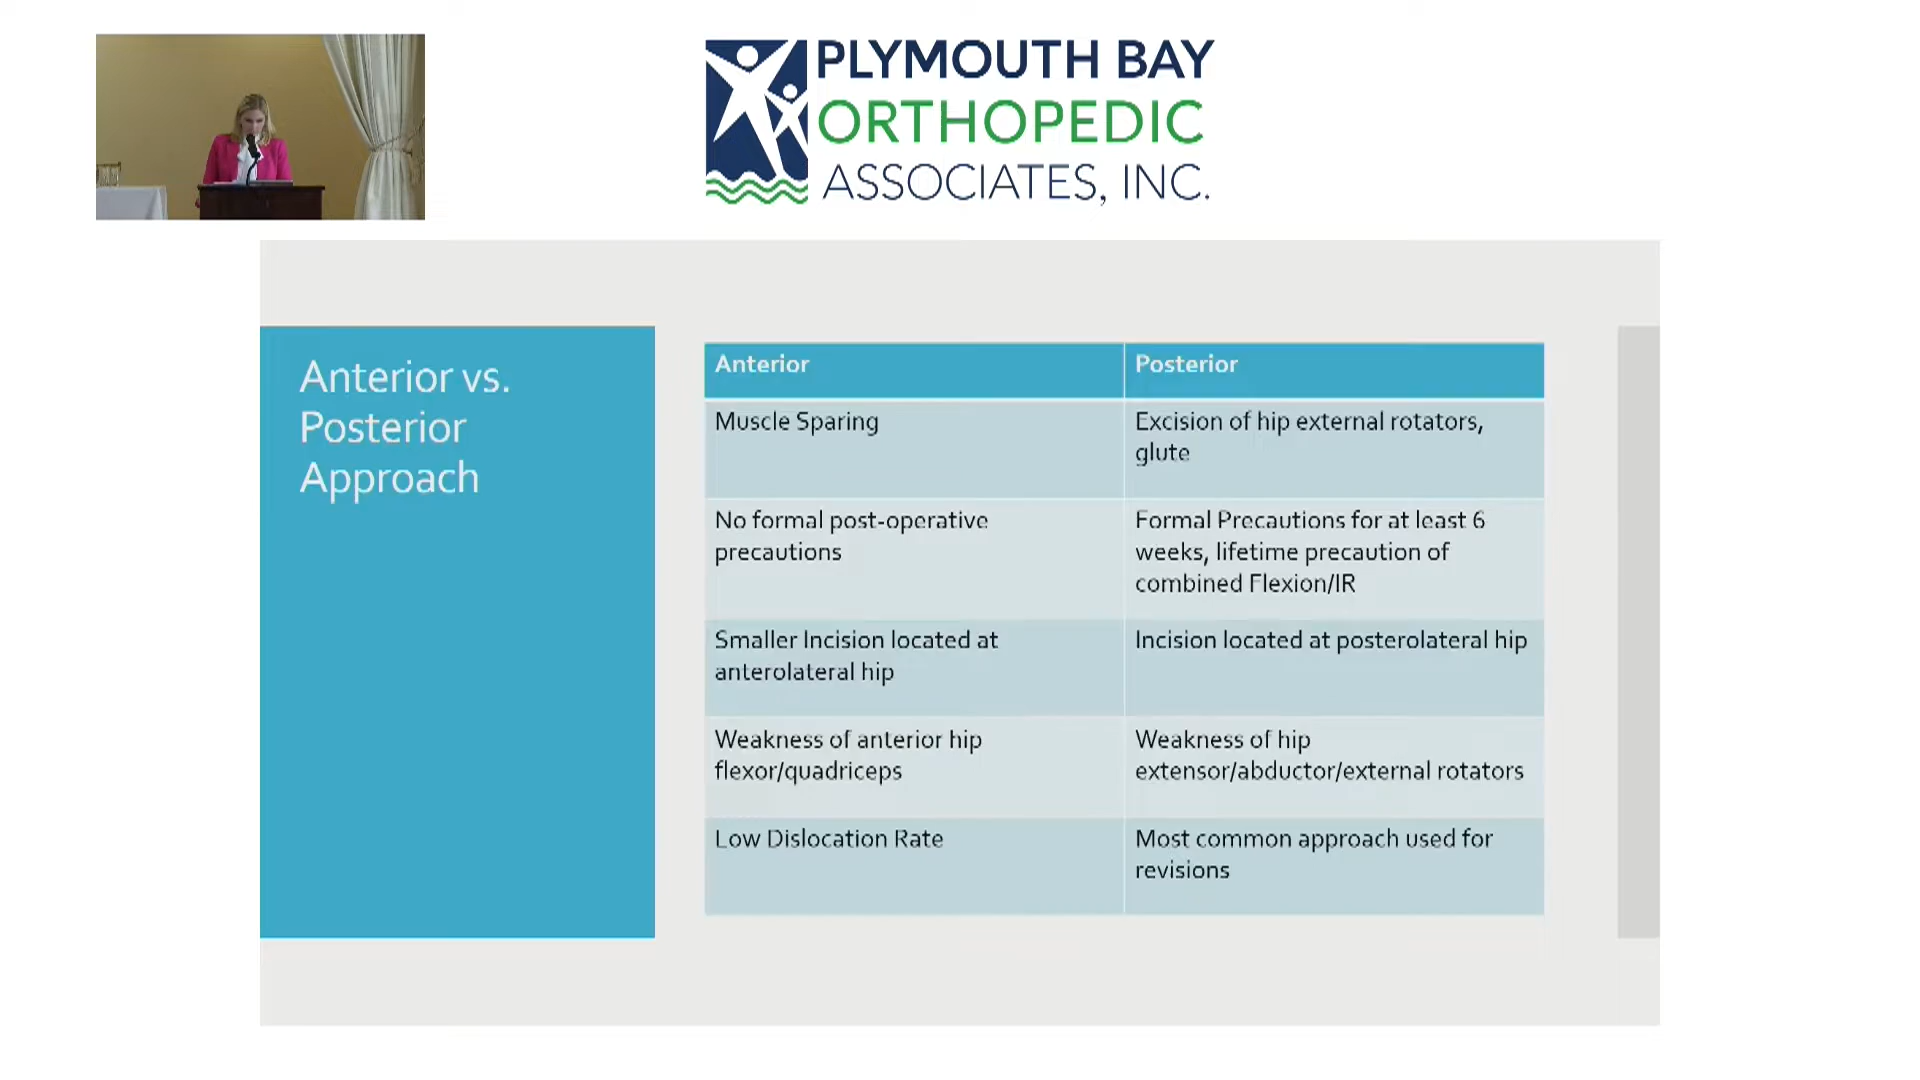 PLYMOUTH BAY
ORTHOPEDIC
ASSOCIATES, INC.
Anterior vs.
Posterior
Approach
Anterior
Posterior
Muscle Sparing
Excision of hip external rotators,
glute
No formal post-operative
precautions
Formal Precautions for at least 6
weeks, lifetime precaution of
combined Flexion/IR
Smaller Incision located at
anterolateral hip
Incision located at posterolateral hip
Weakness of anterior hip
flexor/quadriceps
Weakness of hip
extensor/abductor/external rotators
Low Dislocation Rate
Most common approach used for
revisions